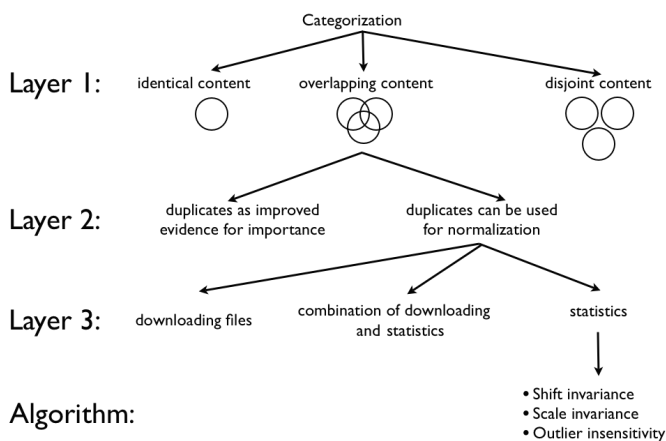 Categorization
Layer 1:
identical content
overlapping content
disjoint content
Layer 2:
duplicates as improved
evidence for importance
duplicates can be used
for normalization
Layer 3:
downloading files
combination of downloading
and statistics
statistics
Algorithm:
• Shift invariance
• Scale invariance
• Outlier insensitivity